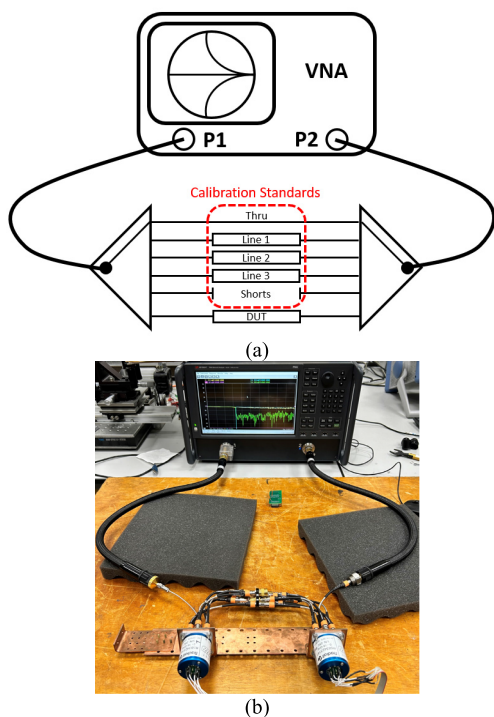 VNA
P1
P2
Calibration Standards
Thru
Line 1
Line 2
Line 3
Shorts
DUT
(a)
(b)